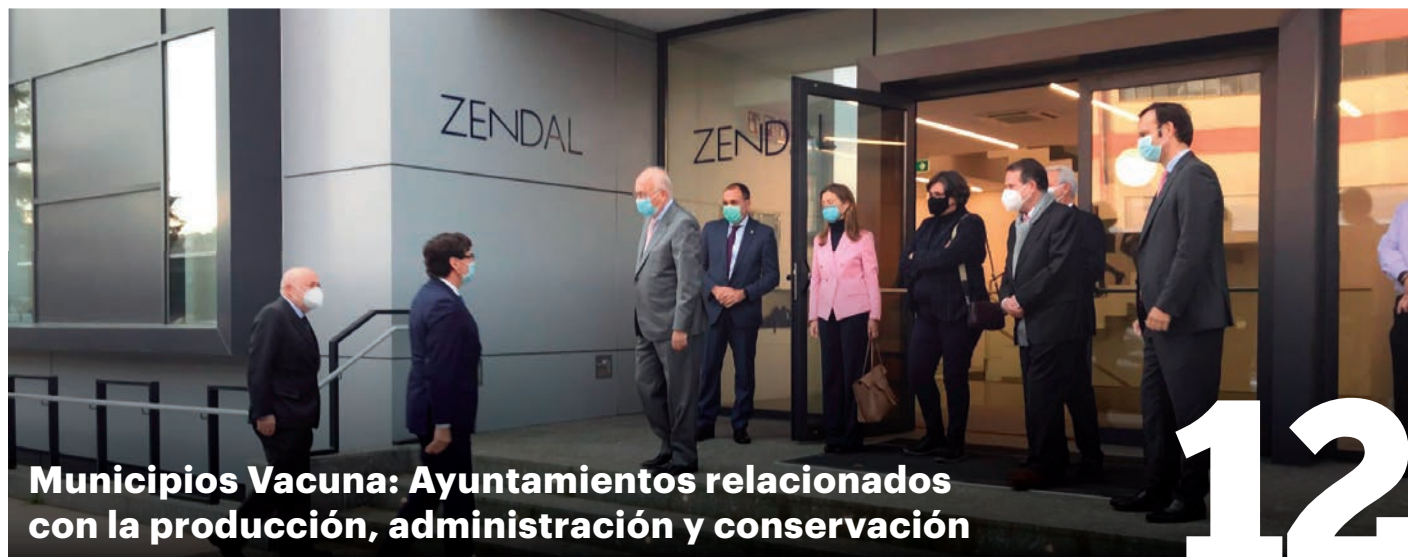 ZENDAL
ZEND
Municipios Vacuna: Ayuntamientos relacionados
con la producción, administración y conservación
12